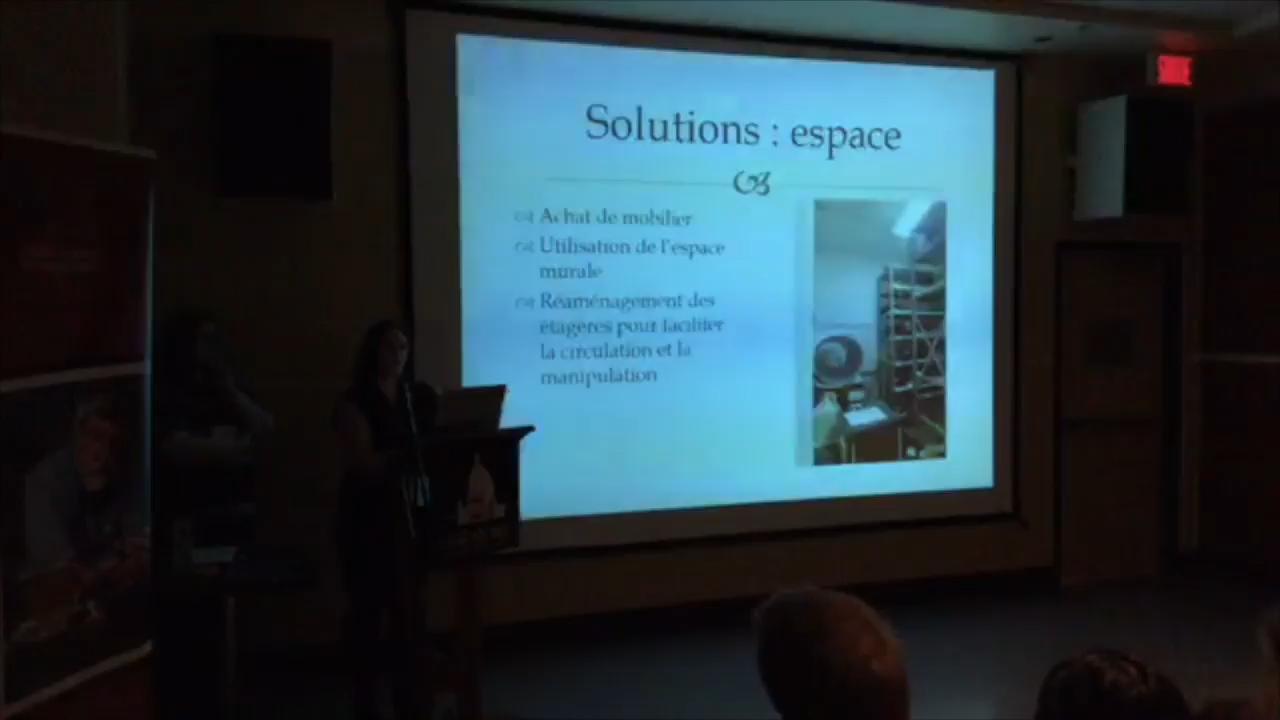 Solutions : espace
Achat de mobilier
Utilisation de l'espace
murale
Réaménagement des
étagères pour faciliter
la circulation et la
manipulation